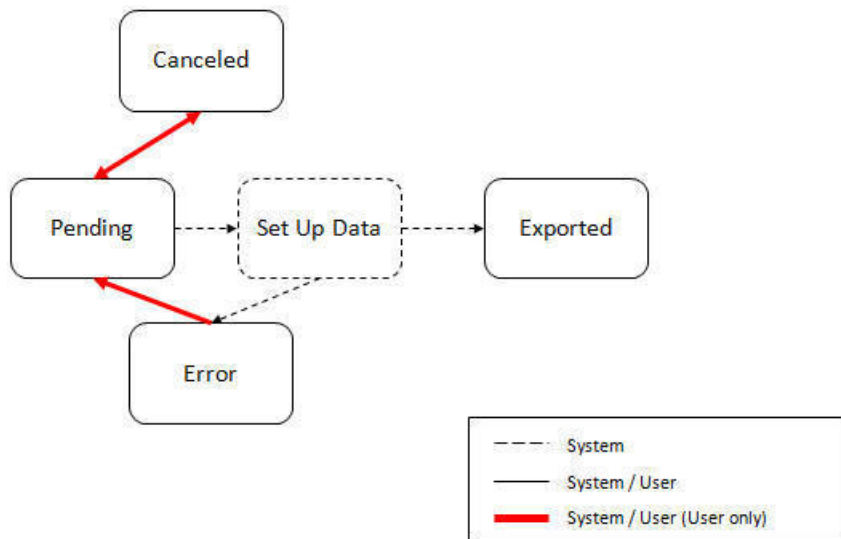 Canceled
Pending
Set Up Data
Exported
Error
System
System / User
System / User (User only)